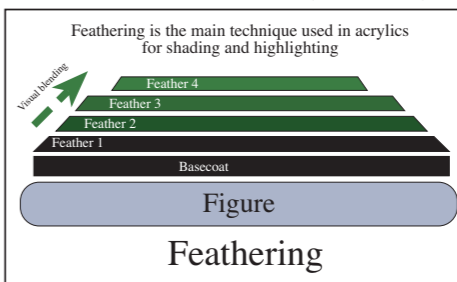 Feathering is the main technique used in acrylics
for shading and highlighting
Visual blending
Feather 4
Feather 3
Feather 2
Feather 1
Basecoat
Figure
Feathering